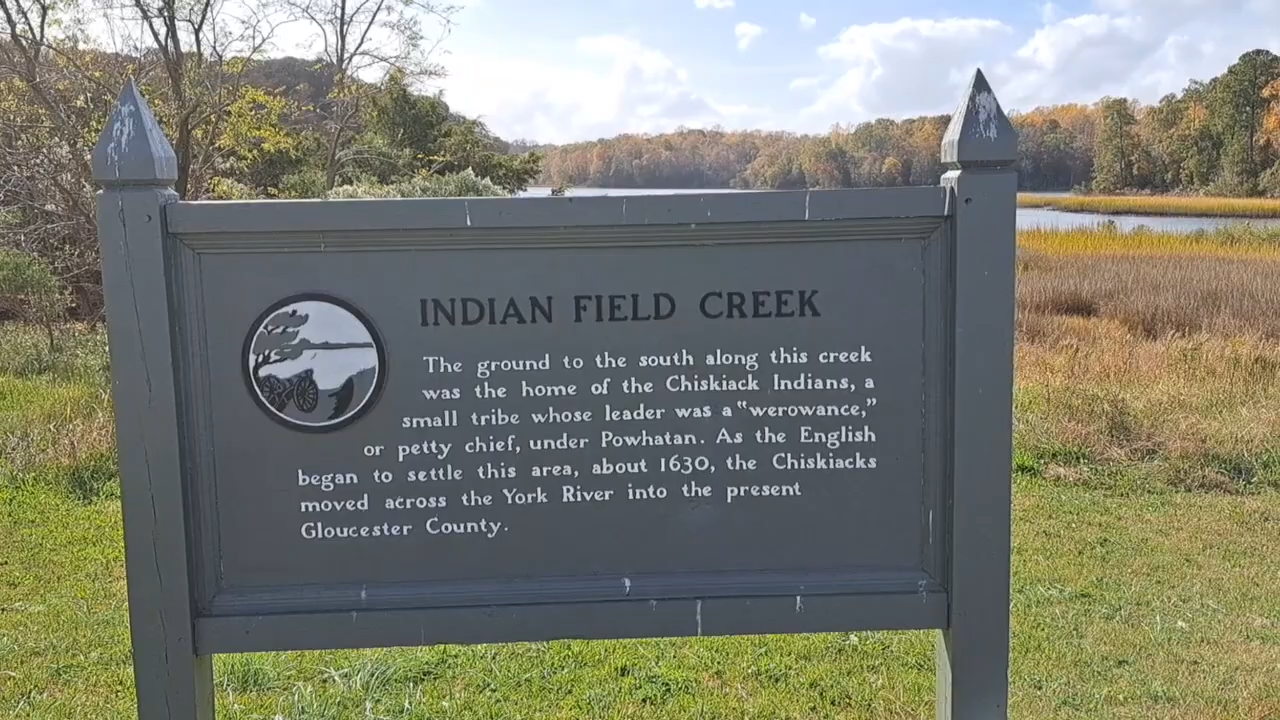 INDIAN FIELD CREEK
The ground to the south along this creek
was the home of the Chiskiack Indians, a
small tribe whose leader was a "werowance,"
or petty chief, under Powhatan. As the English
began to settle this area, about 1630, the Chiskiacks
moved across the York River into the present
Gloucester County.